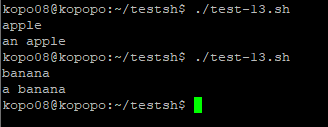 kopo08@kopopo:~/testsh$ ./test-13.sh
apple
an apple
kopo08@kopopo:~/testsh$ ./test-13.sh
banana
a banana
kopo08@kopopo:~/testsh$